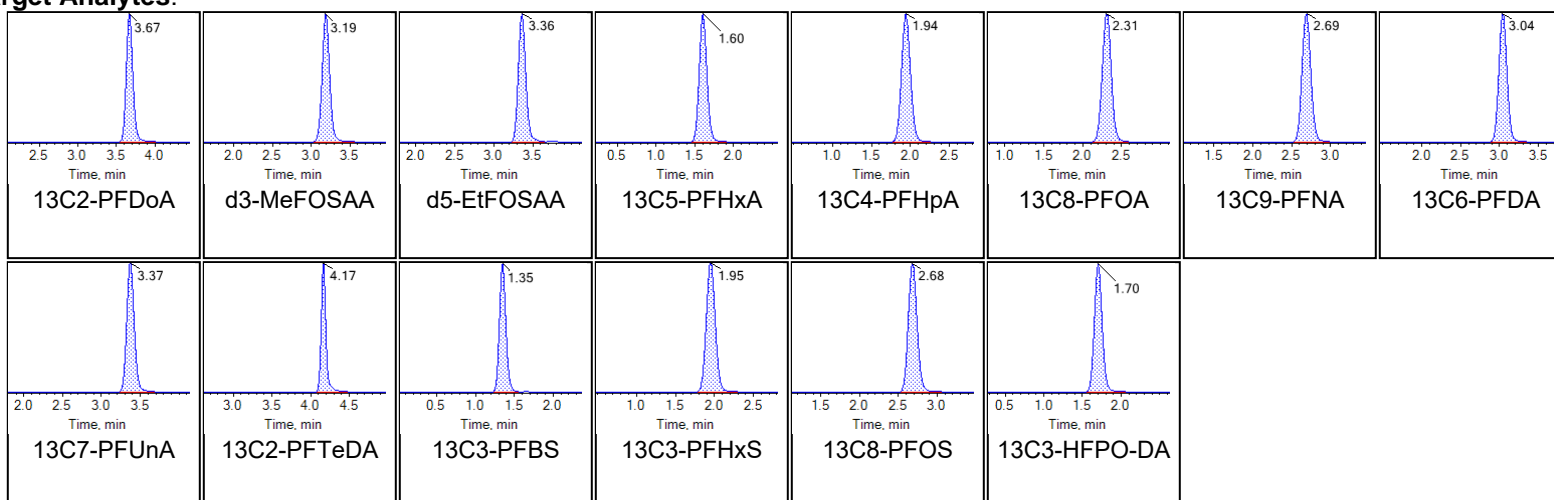 rget Analytes:
3.67
2.5 3.0 3.5 4.0
Time, min
13C2-PFDoA
3.19
2.0 2.5 3.0 3.5
Time, min
d3-MeFOSAA
3.36
2.0 2.5 3.0 3.5
Time, min
d5-EtFOSAA
1.60
0.5 1.0 1.5 2.0
Time, min
13C5-PFHxA
1.94
1.0 1.5 2.0 2.5
Time, min
13C4-PFHpA
2.31
1.0 1.5 2.0 2.5
Time, min
13C8-PFOA
2.69
1.5 2.0 2.5 3.0
Time, min
13C9-PFNA
3.04
2.0 2.5 3.0 3.5
Time, min
13C6-PFDA
3.37
2.0 2.5 3.0 3.5
Time, min
13C7-PFUnA
4.17
3.0 3.5 4.0 4.5
Time, min
13C2-PFTeDA
1.35
0.5 1.0 1.5 2.0
Time, min
13C3-PFBS
1.95
1.0 1.5 2.0 2.5
Time, min
13C3-PFHxS
2.68
1.5 2.0 2.5 3.0
Time, min
13C8-PFOS
1.70
0.5 1.0 1.5 2.0
Time, min
13C3-HFPO-DA